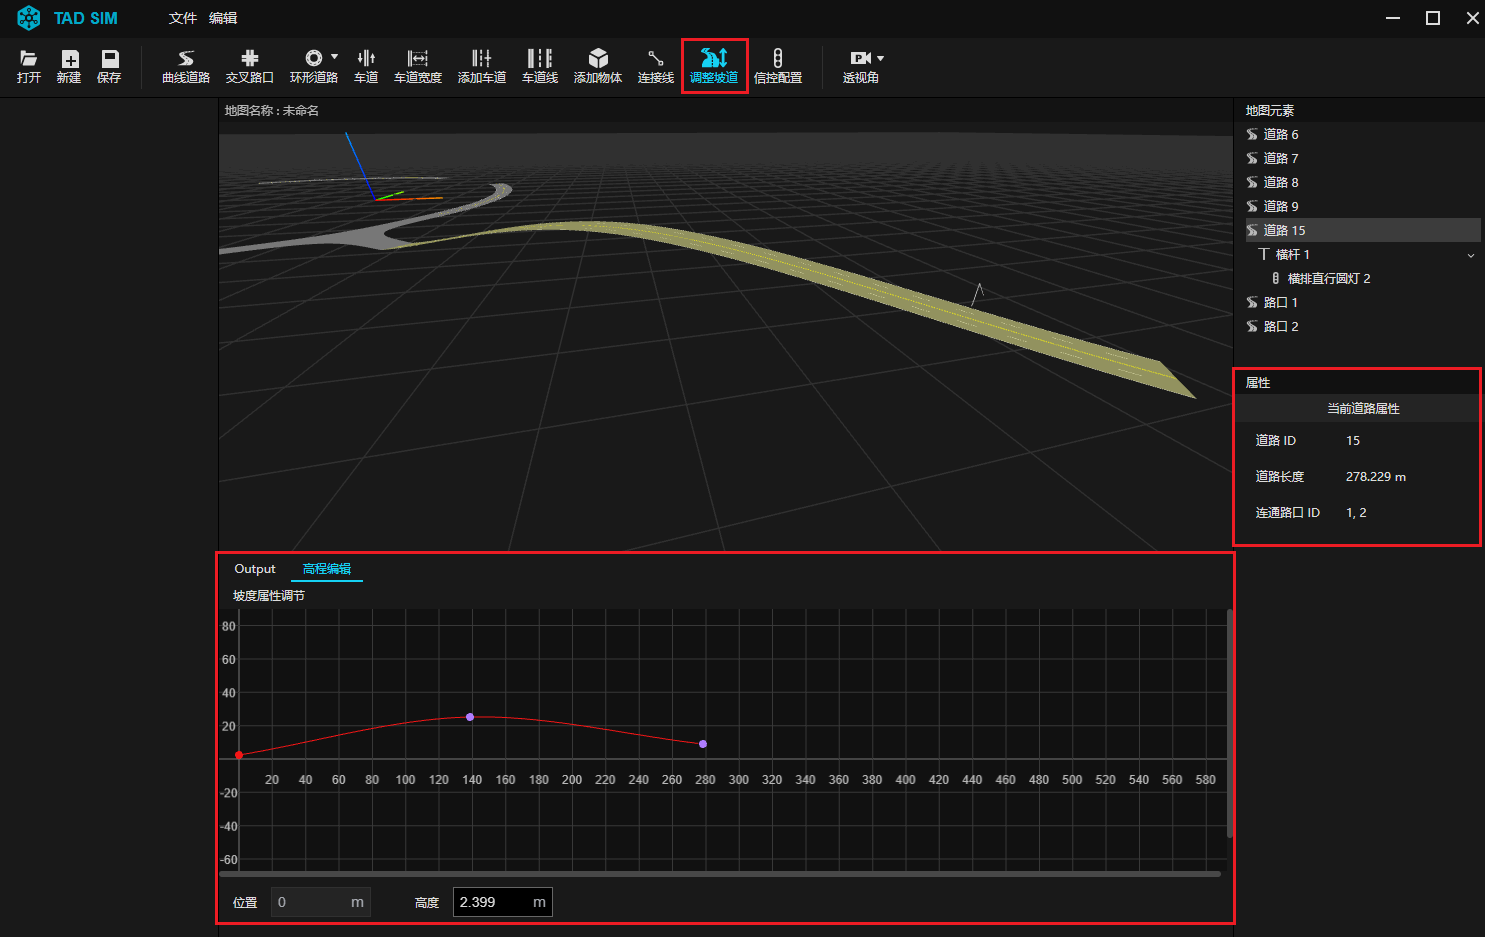 TAD SIM 文件 编辑
打开 新建 保存 曲线道路 交叉路口 环形道路 车道 车道宽度 添加车道 车道线 添加物体 连接线 调整坡道 信控配置 透视角
地图名称 : 未命名
地图元素
道路 6
道路 7
道路 8
道路 9
道路 15
横杆 1
横排直行圆灯 2
路口 1
路口 2
属性
当前道路属性
道路 ID 15
道路长度 278.229 m
连通路口 ID 1, 2
Output 高程编辑
坡度属性调节
80
60
40
20
20 40 60 80 100 120 140 160 180 200 220 240 260 280 300 320 340 360 380 400 420 440 460 480 500 520 540 560 580
-20
-40
-60
位置 0 m 高度 2.399 m